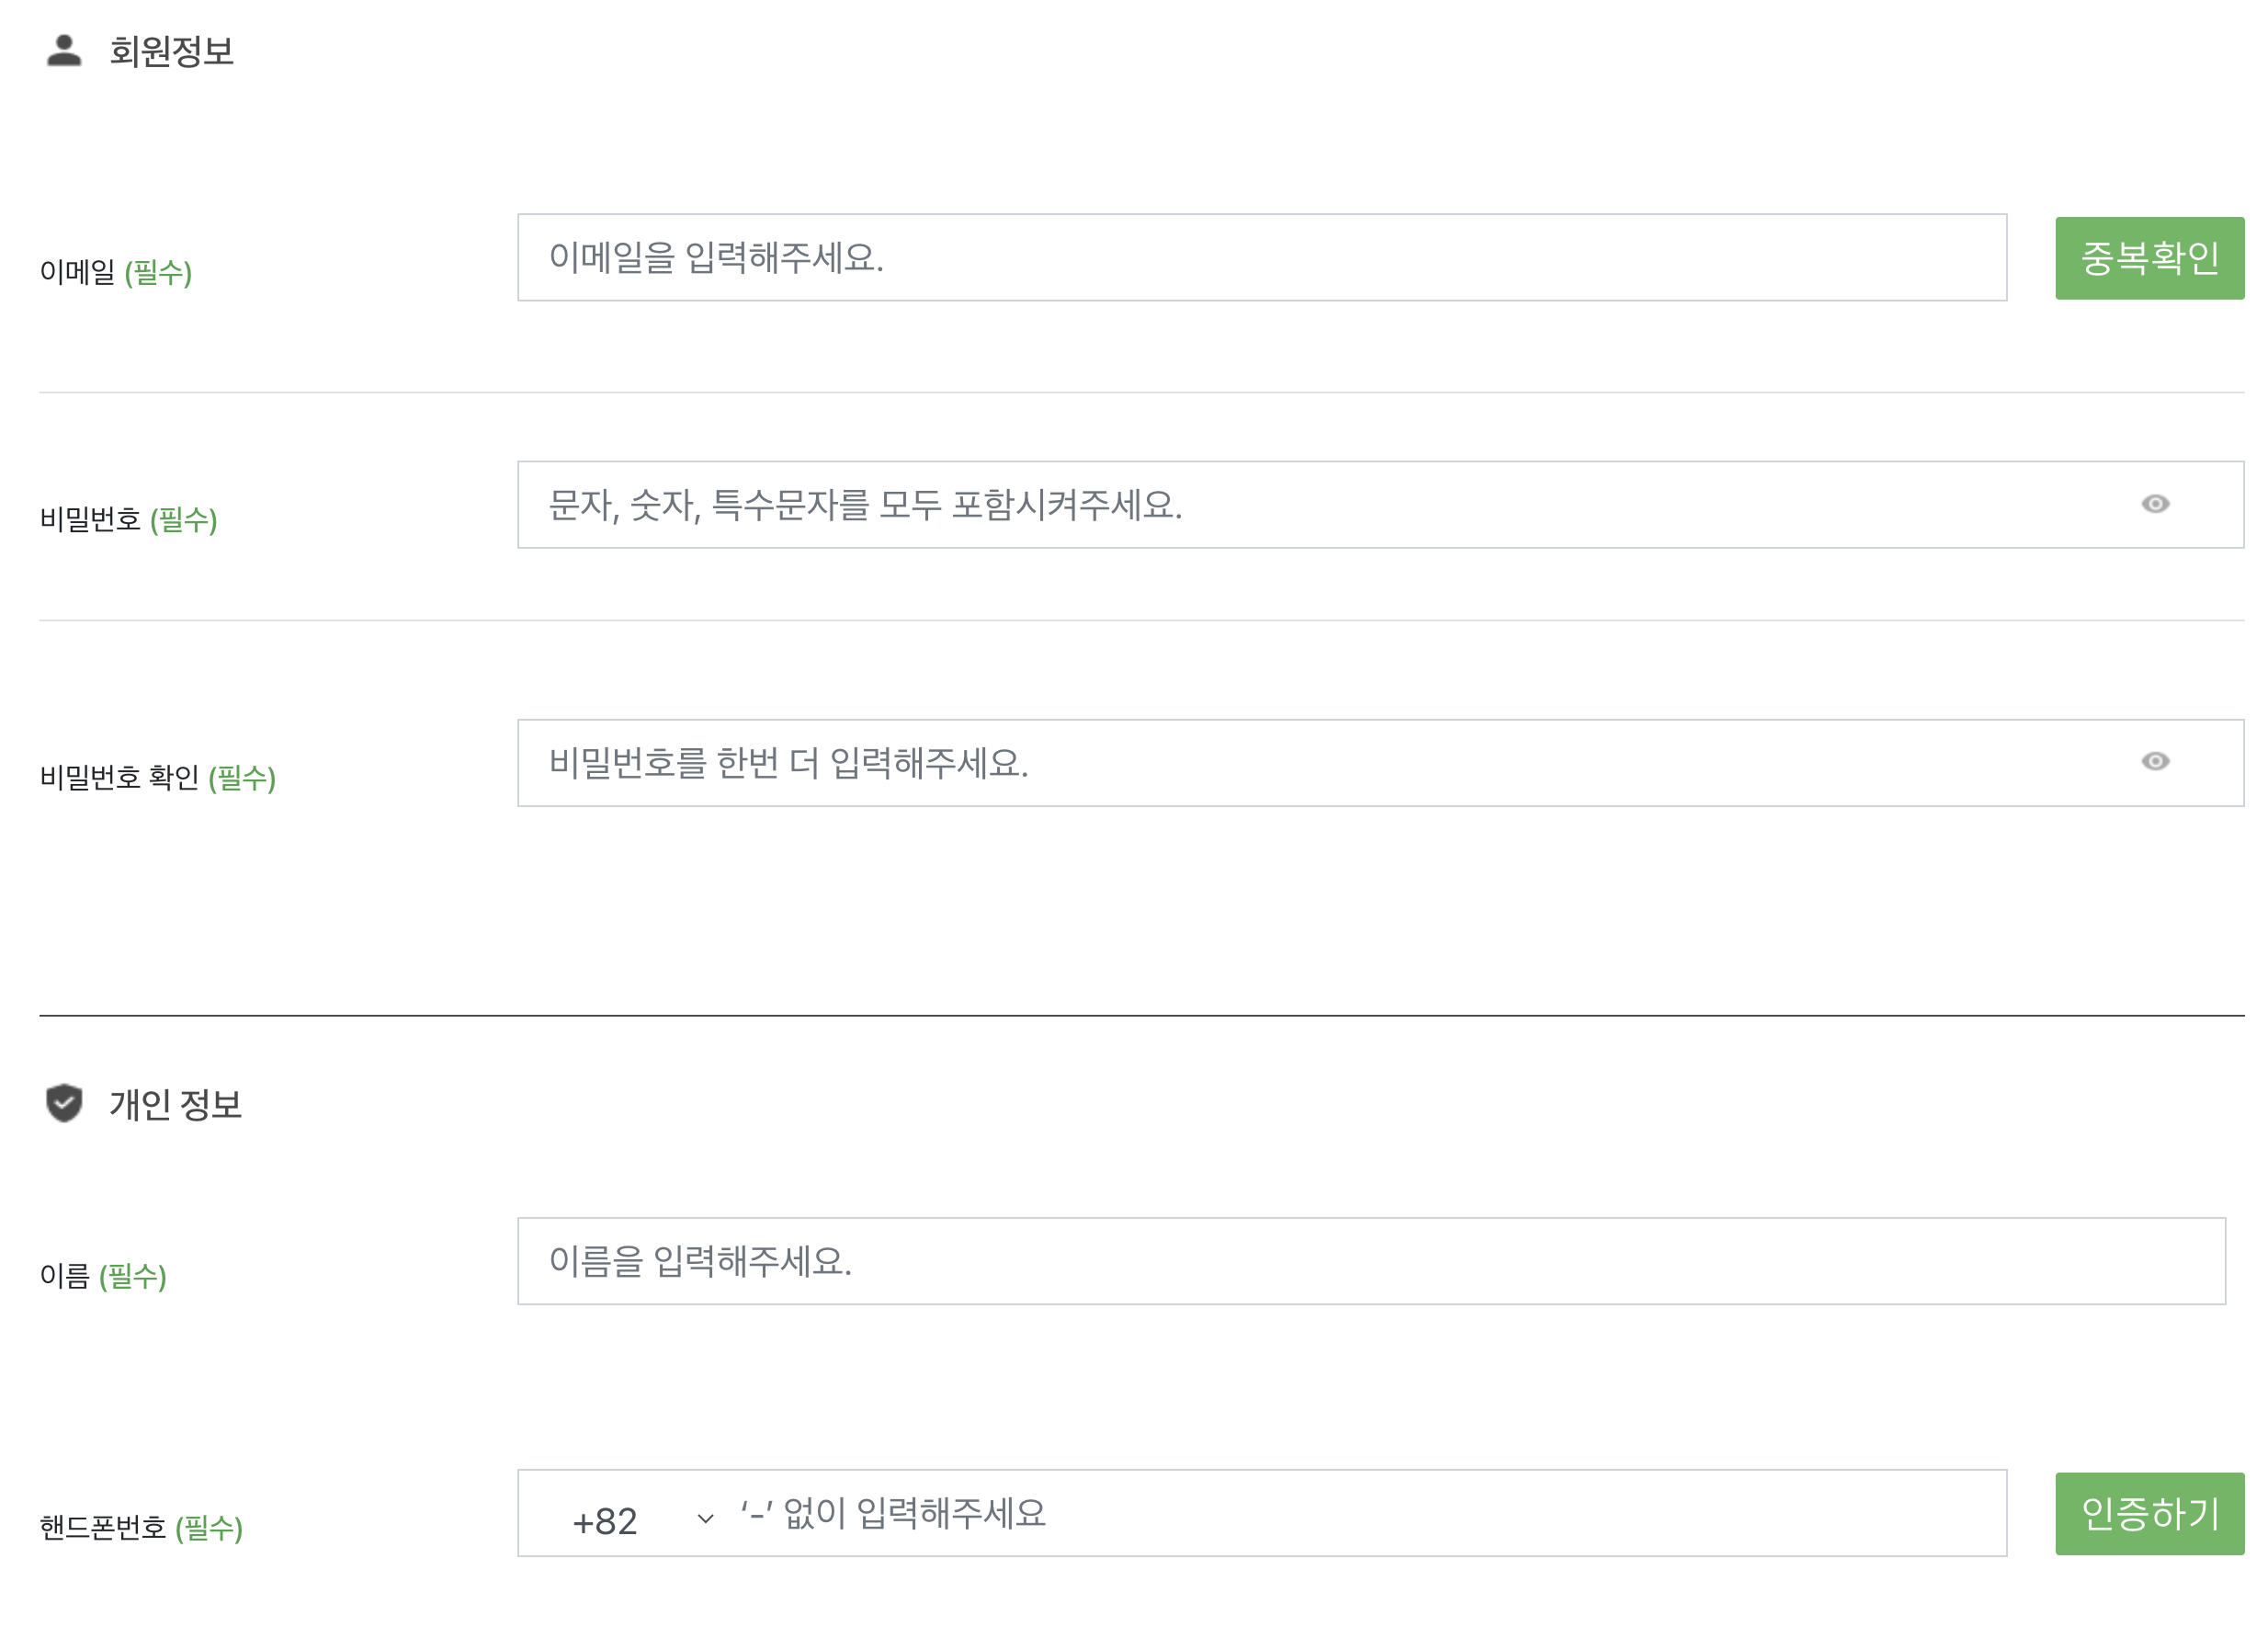 회원정보
이메일 (필수)
이메일을 입력해주세요.
중복확인
비밀번호 (필수)
문자, 숫자, 특수문자를 모두 포함시켜주세요.
비밀번호 확인 (필수)
비밀번호를 한번 더 입력해주세요.
개인 정보
이름 (필수)
이름을 입력해주세요.
핸드폰번호 (필수)
+82
‘-’ 없이 입력해주세요
인증하기